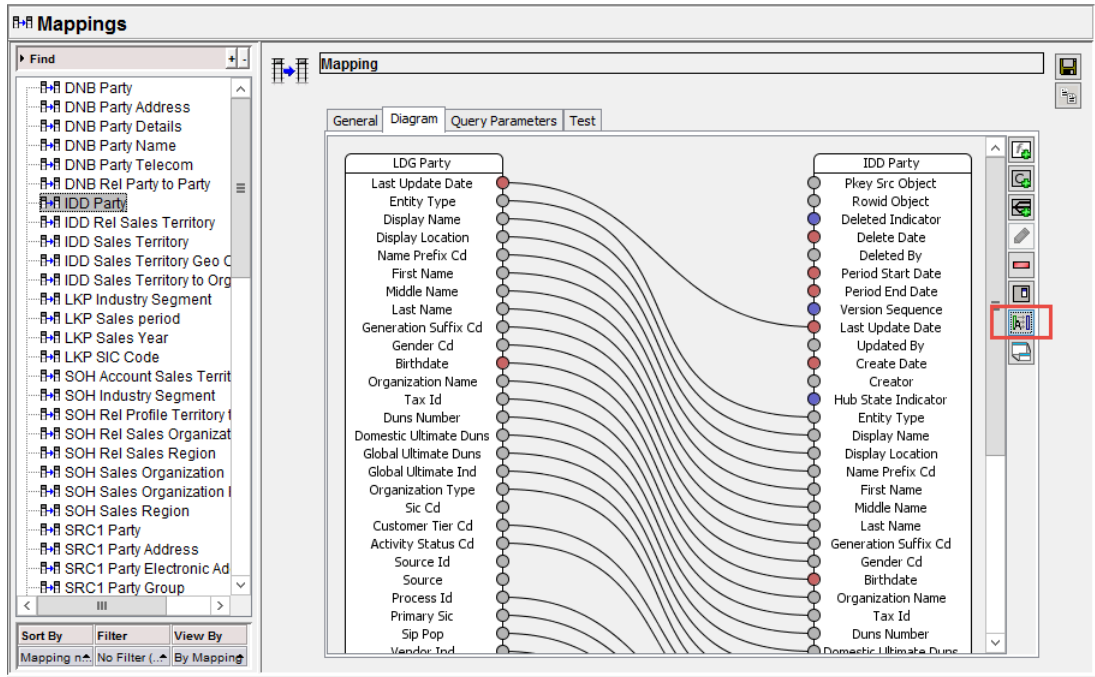 Mappings
Find
+ -
DNB Party
DNB Party Address
DNB Party Details
DNB Party Name
DNB Party Telecom
DNB Rel Party to Party
IDD Party
IDD Rel Sales Territory
IDD Sales Territory
IDD Sales Territory Geo C
IDD Sales Territory to Org
LKP Industry Segment
LKP Sales period
LKP Sales Year
LKP SIC Code
SOH Account Sales Territ
SOH Industry Segment
SOH Rel Profile Territory t
SOH Rel Sales Organizat
SOH Rel Sales Region
SOH Sales Organization
SOH Sales Organization I
SOH Sales Region
SRC1 Party
SRC1 Party Address
SRC1 Party Electronic Ad
SRC1 Party Group
Sort By Filter View By
Mapping n... No Filter (... By Mapping
Mapping
General Diagram Query Parameters Test
LDG Party
Last Update Date
Entity Type
Display Name
Display Location
Name Prefix Cd
First Name
Middle Name
Last Name
Generation Suffix Cd
Gender Cd
Birthdate
Organization Name
Tax Id
Duns Number
Domestic Ultimate Duns
Global Ultimate Duns
Global Ultimate Ind
Organization Type
Sic Cd
Customer Tier Cd
Activity Status Cd
Source Id
Source
Process Id
Primary Sic
Sip Pop
Vendor Ind
IDD Party
Pkey Src Object
Rowid Object
Deleted Indicator
Delete Date
Deleted By
Period Start Date
Period End Date
Version Sequence
Last Update Date
Updated By
Create Date
Creator
Hub State Indicator
Entity Type
Display Name
Display Location
Name Prefix Cd
First Name
Middle Name
Last Name
Generation Suffix Cd
Gender Cd
Birthdate
Organization Name
Tax Id
Duns Number
Domestic Ultimate Duns